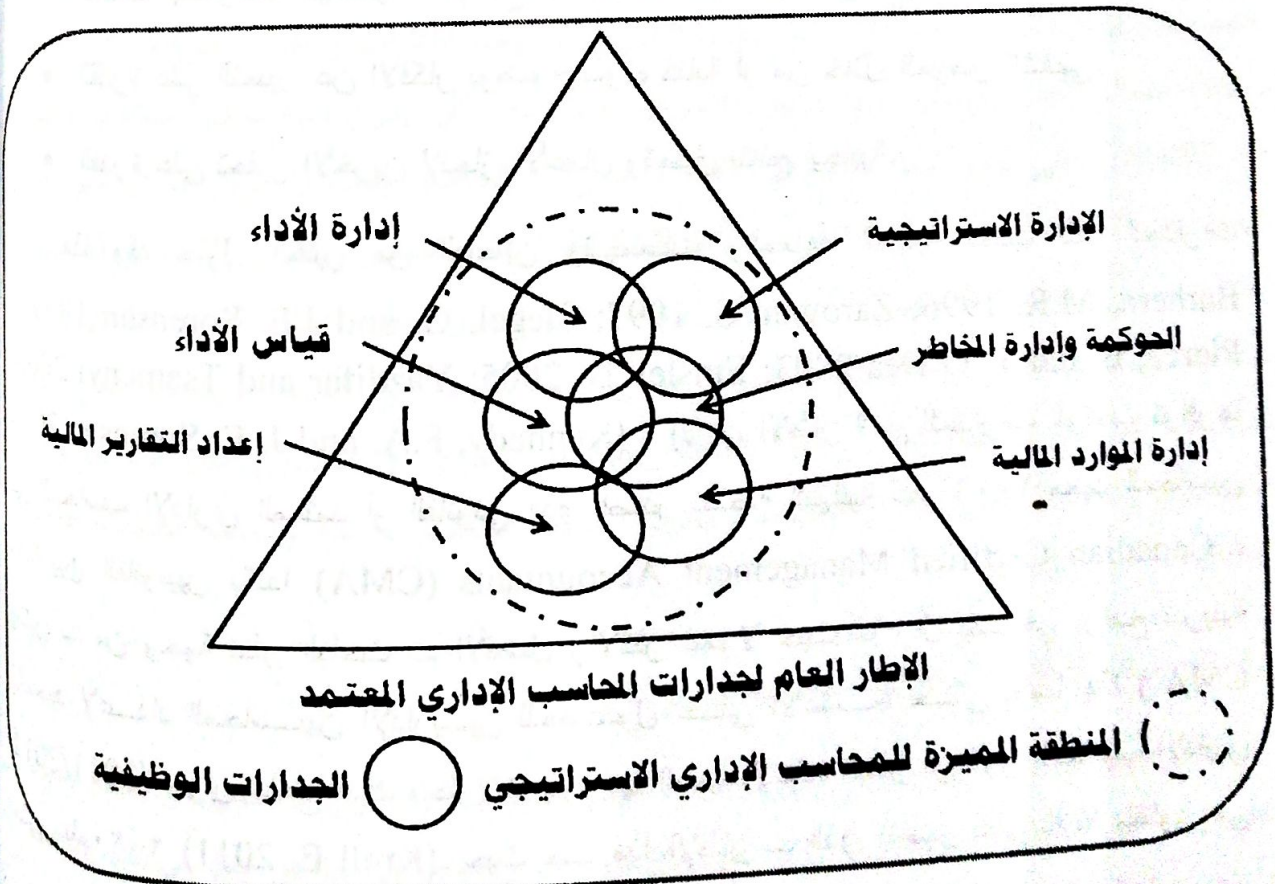 الإدارة الاستراتيجية
إدارة الأداء
الحوكمة وإدارة المخاطر
قياس الأداء
إدارة الموارد المالية
إعداد التقارير المالية
الإطار العام لجدارات المحاسب الإداري المعتمد
المنطقة المميزة للمحاسب الإداري الاستراتيجي
الجدارات الوظيفية